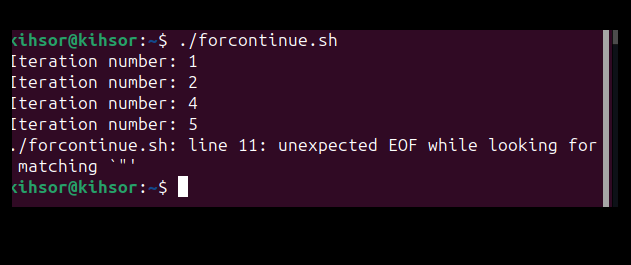 kihsor@kihsor:~$ ./forcontinue.sh
Iteration number: 1
Iteration number: 2
Iteration number: 4
Iteration number: 5
./forcontinue.sh: line 11: unexpected EOF while looking for
 matching `"'
kihsor@kihsor:~$